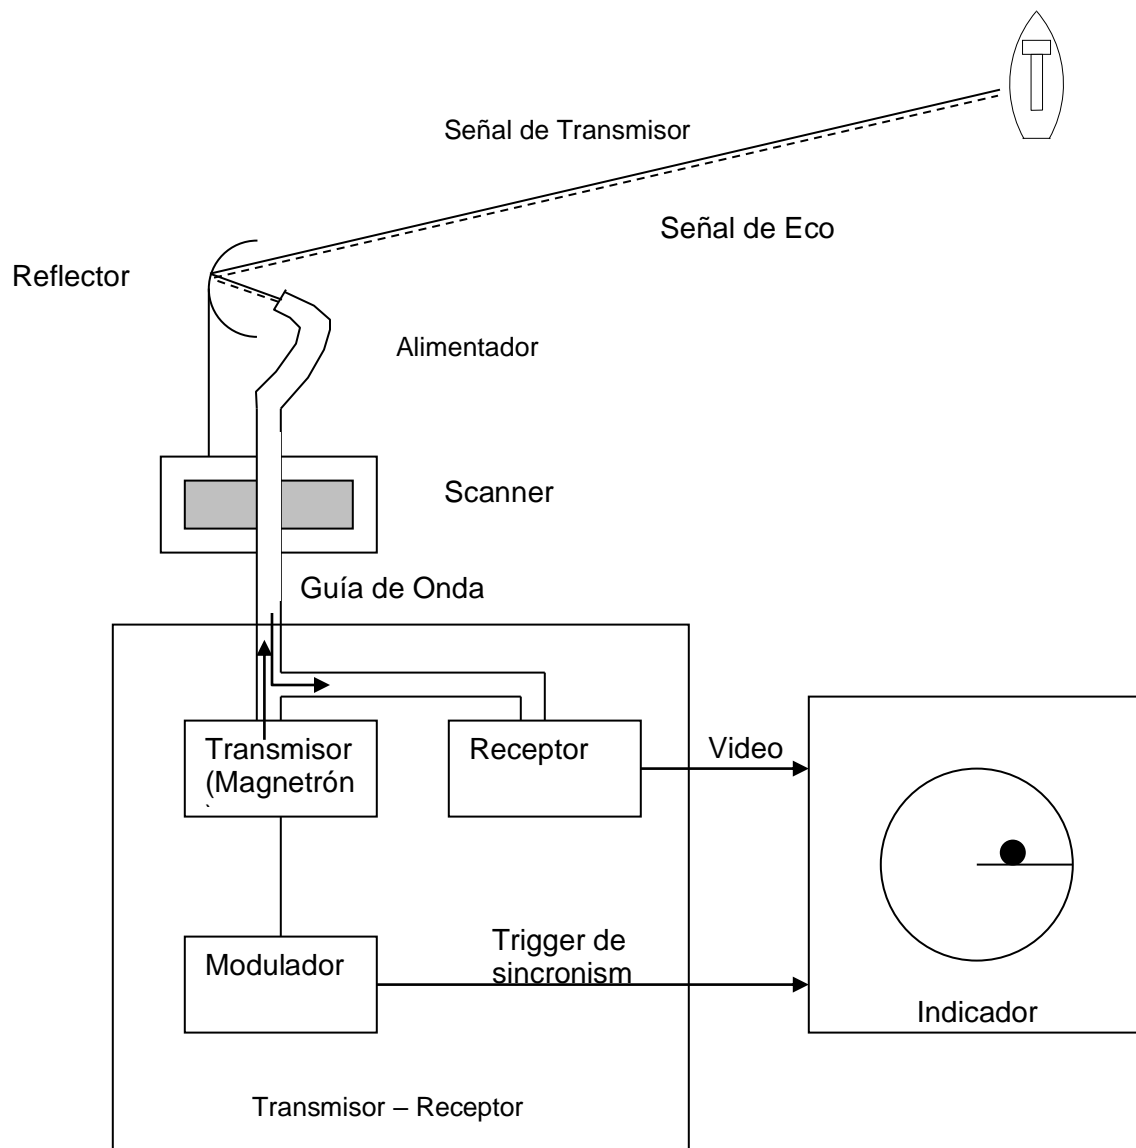 Señal de Transmisor
Señal de Eco
Reflector
Alimentador
Scanner
Guía de Onda
Transmisor
(Magnetrón
Receptor
Video
Modulador
Trigger de
sincronism
Indicador
Transmisor – Receptor